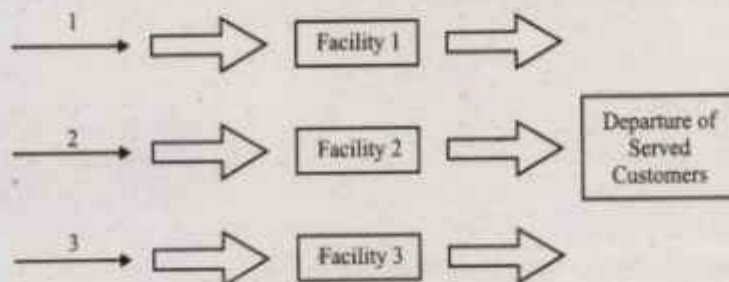 1
Facility 1
2
Facility 2
Departure of
Served
Customers
3
Facility 3